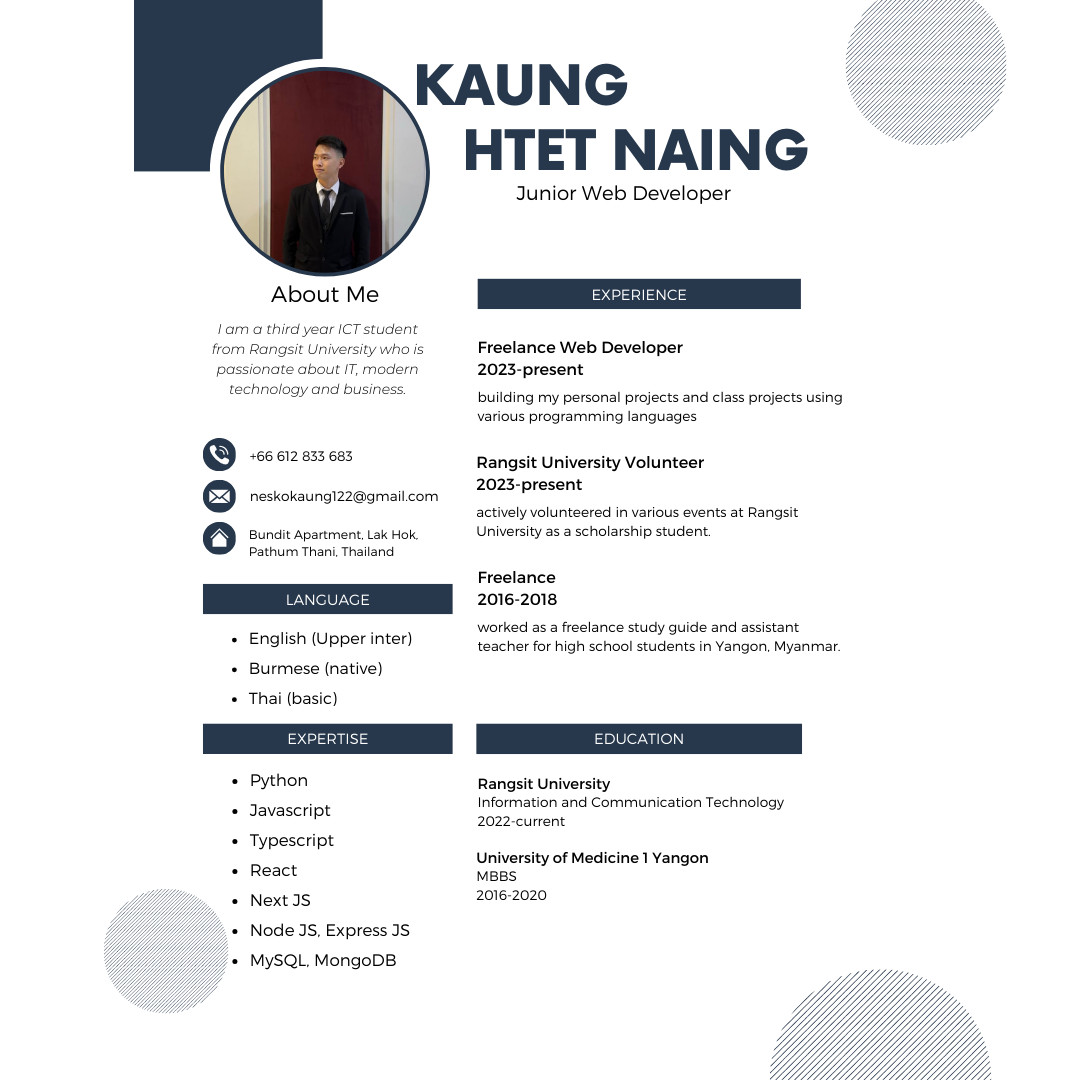 KAUNG
HTET NAING
Junior Web Developer
About Me
I am a third year ICT student
from Rangsit University who is
passionate about IT, modern
technology and business.
+66 612 833 683
neskokaung122@gmail.com
Bundit Apartment, Lak Hok,
Pathum Thani, Thailand
LANGUAGE
English (Upper inter)
Burmese (native)
Thai (basic)
EXPERTISE
Python
Javascript
Typescript
React
Next JS
Node JS, Express JS
MySQL, MongoDB
EXPERIENCE
Freelance Web Developer
2023-present
building my personal projects and class projects using
various programming languages
Rangsit University Volunteer
2023-present
actively volunteered in various events at Rangsit
University as a scholarship student.
Freelance
2016-2018
worked as a freelance study guide and assistant
teacher for high school students in Yangon, Myanmar.
EDUCATION
Rangsit University
Information and Communication Technology
2022-current
University of Medicine 1 Yangon
MBBS
2016-2020